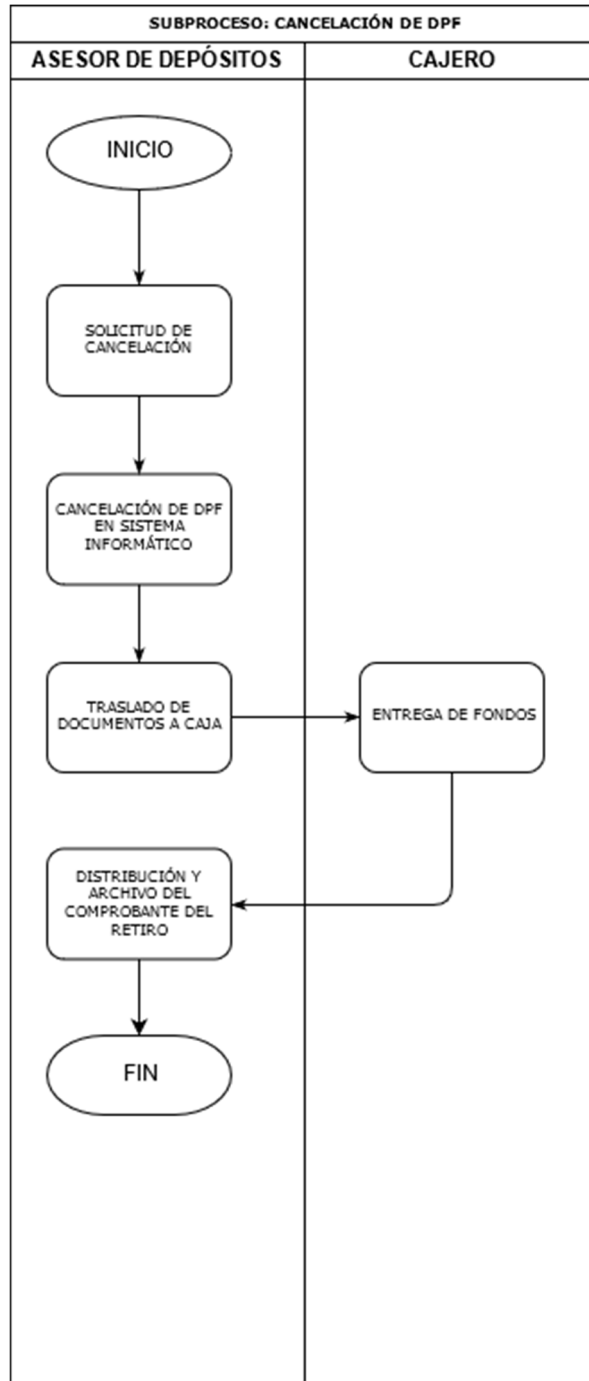 SUBPROCESO: CANCELACIÓN DE DPF
ASESOR DE DEPÓSITOS
CAJERO
INICIO
SOLICITUD DE
CANCELACIÓN
CANCELACIÓN DE DPF
EN SISTEMA
INFORMÁTICO
TRASLADO DE
DOCUMENTOS A CAJA
ENTREGA DE FONDOS
DISTRIBUCIÓN Y
ARCHIVO DEL
COMPROBANTE DEL
RETIRO
FIN